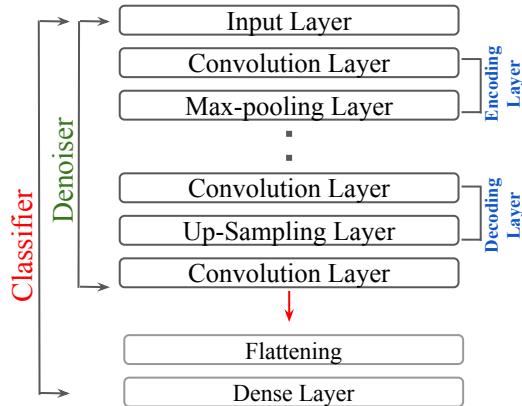 Input Layer
Convolution Layer
Max-pooling Layer
Encoding
Layer
Convolution Layer
Up-Sampling Layer
Decoding
Layer
Convolution Layer
Flattening
Dense Layer
Denoiser
Classifier